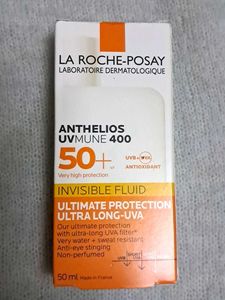 LA ROCHE-POSAY
LABORATOIRE DERMATOLOGIQUE
ANTHELIOS
UVMUNE 400
50+
Very high protection
UVB + UVA
ANTIOXIDANT
INVISIBLE FLUID
ULTIMATE PROTECTION
ULTRA LONG-UVA
Our ultimate protection
with ultra-long UVA filter*
Very water + sweat resistant
Anti-eye stinging
Non-perfumed
50 ml Made in France